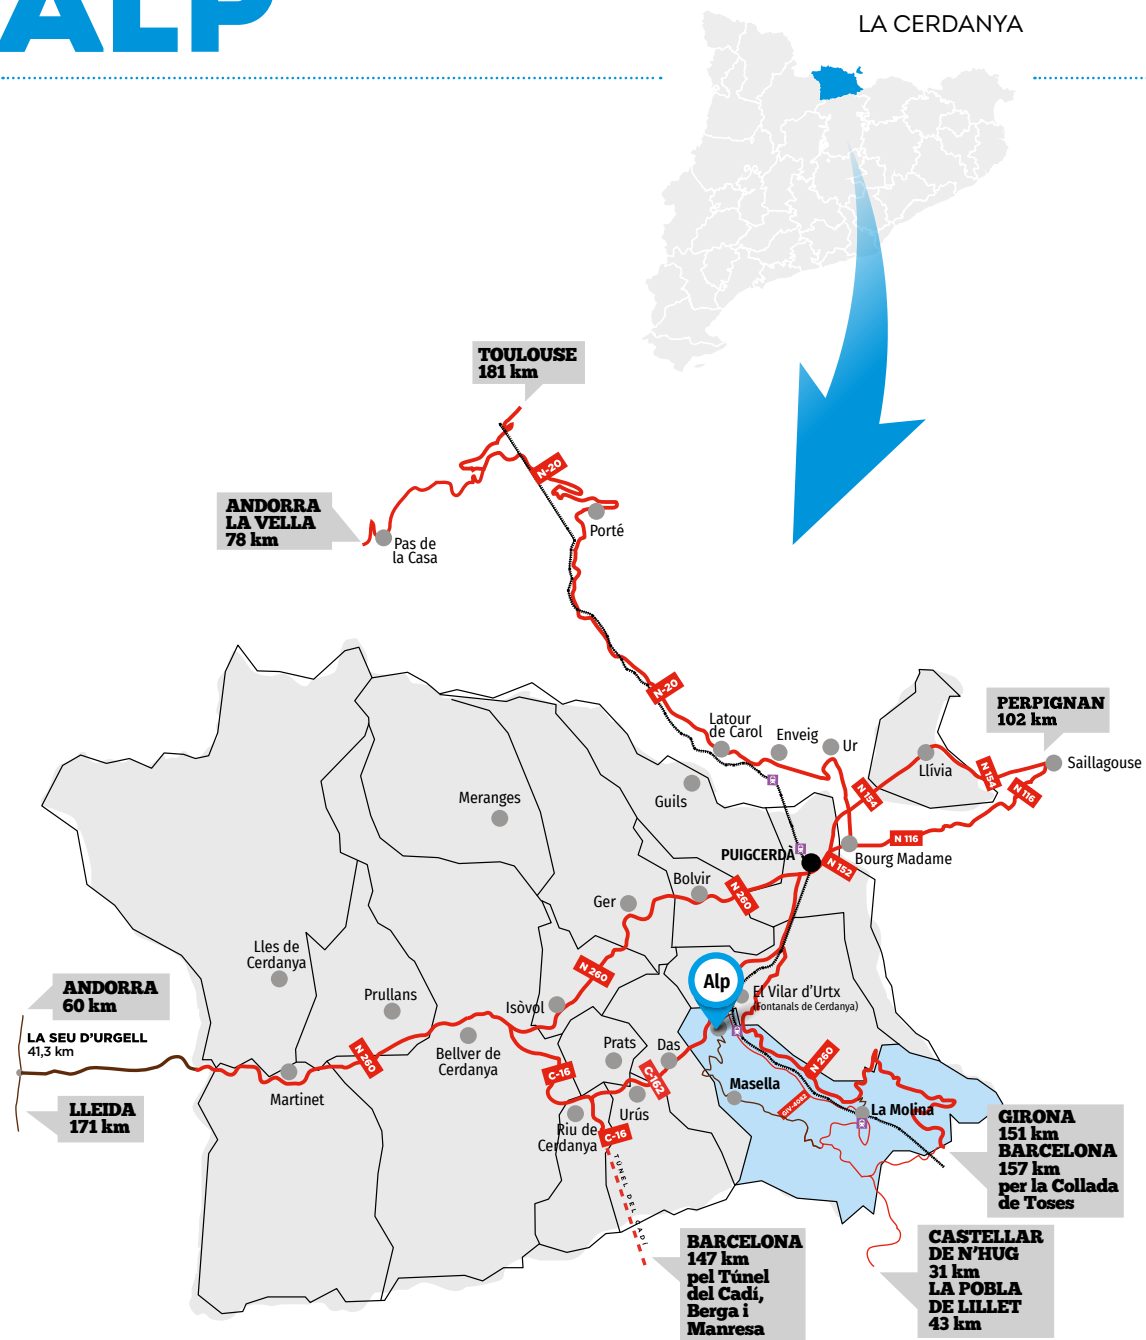 ALP
LA CERDANYA
TOULOUSE
181 km
N-20
ANDORRA
LA VELLA
78 km
Pas de
la Casa
Porté
N-20
Latour
de Carol
Enveig
Ur
PERPIGNAN
102 km
Llívia
Saillagouse
N 154
N 154
N 116
N 116
Meranges
Guils
PUIGCERDÀ
Bourg Madame
N 152
Bolvir
N 260
Ger
Lles de
Cerdanya
N 260
Alp
El Vilar d'Urtx
(Fontanals de Cerdanya)
ANDORRA
60 km
Prullans
Isòvol
LA SEU D'URGELL
41,3 km
N 260
Bellver de
Cerdanya
Prats
Das
N 260
C-16
C-162
Masella
GIV-4082
La Molina
Martinet
LLEIDA
171 km
Urús
Riu de
Cerdanya
C-16
TÚNEL DEL CADÍ
GIRONA
151 km
BARCELONA
157 km
per la Collada
de Toses
BARCELONA
147 km
pel Túnel
del Cadí,
Berga i
Manresa
CASTELLAR
DE N'HUG
31 km
LA POBLA
DE LILLET
43 km